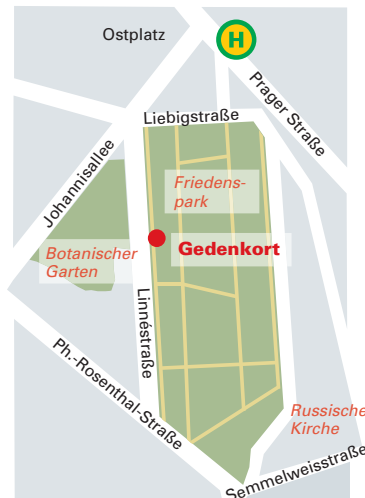 Ostplatz
H
Prager Straße
Liebigstraße
Johannisallee
Friedens-
park
Botanischer
Garten
Gedenkort
Linnéstraße
Ph.-Rosenthal-Straße
Russische
Kirche
Semmelweisstraße